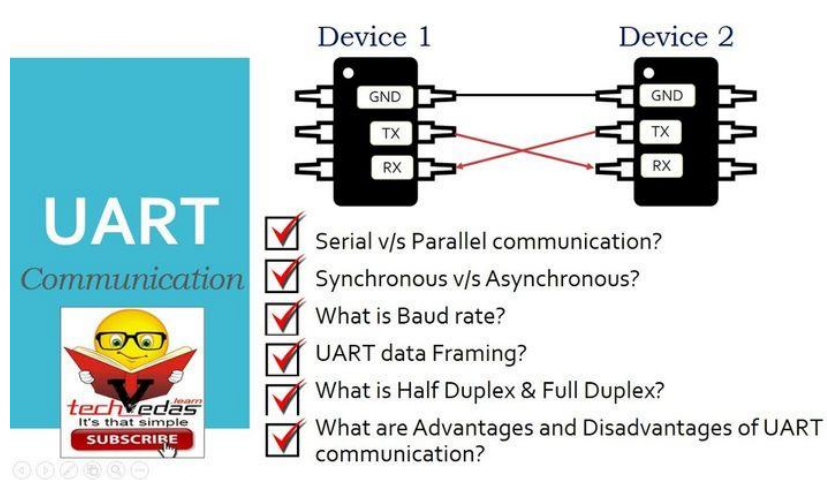 Device 1
Device 2
GND
TX
RX
GND
TX
RX
UART
Communication
learn
techVedas
It's that simple
SUBSCRIBE
Serial v/s Parallel communication?
Synchronous v/s Asynchronous?
What is Baud rate?
UART data Framing?
What is Half Duplex & Full Duplex?
What are Advantages and Disadvantages of UART
communication?